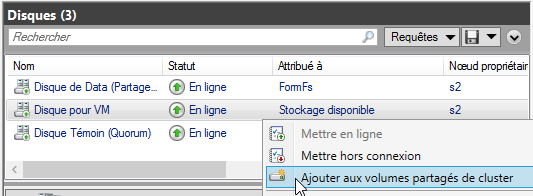 Disques (3)
Rechercher
Requêtes
Nom Statut Attribué à Nœud propriétair
Disque de Data (Partage... En ligne FormFs s2
Disque pour VM En ligne Stockage disponible s2
Disque Témoin (Quorum) En ligne
Mettre en ligne
Mettre hors connexion
Ajouter aux volumes partagés de cluster